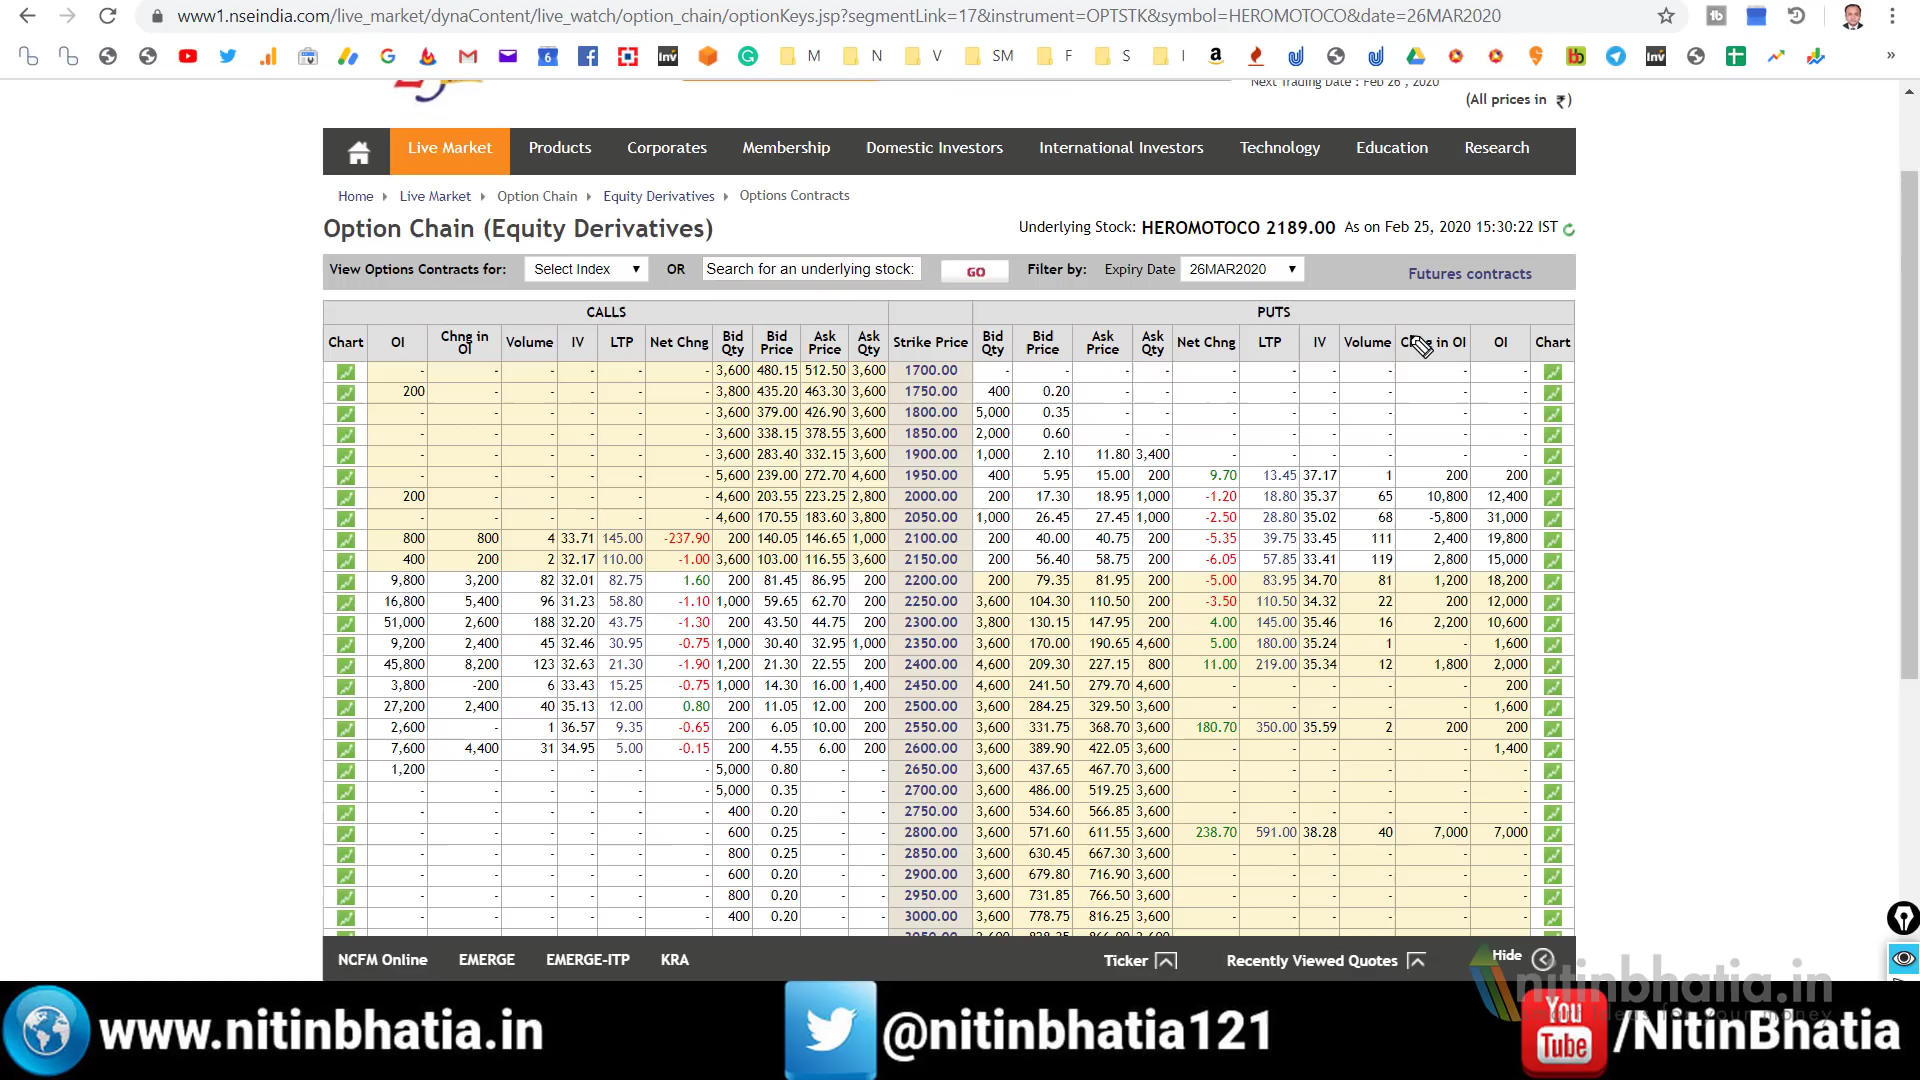 www1.nseindia.com/live_market/dynaContent/live_watch/option_chain/optionKeys.jsp?segmentLink=17&instrument=OPTSTK&symbol=HEROMOTOCO&date=26MAR2020
M N V SM F S I
Next Trading Date : Feb 26 , 2020
(All prices in ₹)
Live Market Products Corporates Membership Domestic Investors International Investors Technology Education Research
Home Live Market Option Chain Equity Derivatives Options Contracts
Option Chain (Equity Derivatives) Underlying Stock: HEROMOTOCO 2189.00 As on Feb 25, 2020 15:30:22 IST
View Options Contracts for: Select Index OR Search for an underlying stock: GO Filter by: Expiry Date 26MAR2020 Futures contracts
CALLS PUTS
Chart OI Chng in OI Volume IV LTP Net Chng Bid Qty Bid Price Ask Price Ask Qty Strike Price Bid Qty Bid Price Ask Price Ask Qty Net Chng LTP IV Volume Chng in OI OI Chart
- - - - - - 3,600 480.15 512.50 3,600 1700.00 - - - - - - - - - -
200 - - - - - 3,800 435.20 463.30 3,600 1750.00 400 0.20 - - - - - - - -
- - - - - - 3,600 379.00 426.90 3,600 1800.00 5,000 0.35 - - - - - - - -
- - - - - - 3,600 338.15 378.55 3,600 1850.00 2,000 0.60 - - - - - - - -
- - - - - - 3,600 283.40 332.15 3,600 1900.00 1,000 2.10 11.80 3,400 - - - - - -
- - - - - - 5,600 239.00 272.70 4,600 1950.00 400 5.95 15.00 200 9.70 13.45 37.17 1 200 200
200 - - - - - 4,600 203.55 223.25 2,800 2000.00 200 17.30 18.95 1,000 -1.20 18.80 35.37 65 10,800 12,400
- - - - - - 4,600 170.55 183.60 3,800 2050.00 1,000 26.45 27.45 1,000 -2.50 28.80 35.02 68 -5,800 31,000
800 800 4 33.71 145.00 -237.90 200 140.05 146.65 1,000 2100.00 200 40.00 40.75 200 -5.35 39.75 33.45 111 2,400 19,800
400 200 2 32.17 110.00 -1.00 3,600 103.00 116.55 3,600 2150.00 200 56.40 58.75 200 -6.05 57.85 33.41 119 2,800 15,000
9,800 3,200 82 32.01 82.75 1.60 200 81.45 86.95 200 2200.00 200 79.35 81.95 200 -5.00 83.95 34.70 81 1,200 18,200
16,800 5,400 96 31.23 58.80 -1.10 1,000 59.65 62.70 200 2250.00 3,600 104.30 110.50 200 -3.50 110.50 34.32 22 200 12,000
51,000 2,600 188 32.20 43.75 -1.30 200 43.50 44.75 200 2300.00 3,800 130.15 147.95 200 4.00 145.00 35.46 16 2,200 10,600
9,200 2,400 45 32.46 30.95 -0.75 1,000 30.40 32.95 1,000 2350.00 3,600 170.00 190.65 4,600 5.00 180.00 35.24 1 - 1,600
45,800 8,200 123 32.63 21.30 -1.90 1,200 21.30 22.55 200 2400.00 4,600 209.30 227.15 800 11.00 219.00 35.34 12 1,800 2,000
3,800 -200 6 33.43 15.25 -0.75 1,000 14.30 16.00 1,400 2450.00 4,600 241.50 279.70 4,600 - - - - - 200
27,200 2,400 40 35.13 12.00 0.80 200 11.05 12.00 200 2500.00 3,600 284.25 329.50 3,600 - - - - - 1,600
2,600 - 1 36.57 9.35 -0.65 200 6.05 10.00 200 2550.00 3,600 331.75 368.70 3,600 180.70 350.00 35.59 2 200 200
7,600 4,400 31 34.95 5.00 -0.15 200 4.55 6.00 200 2600.00 3,600 389.90 422.05 3,600 - - - - - 1,400
1,200 - - - - - 5,000 0.80 - - 2650.00 3,600 437.65 467.70 3,600 - - - - - -
- - - - - - 5,000 0.35 - - 2700.00 3,600 486.00 519.25 3,600 - - - - - -
- - - - - - 400 0.20 - - 2750.00 3,600 534.60 566.85 3,600 - - - - - -
- - - - - - 600 0.25 - - 2800.00 3,600 571.60 611.55 3,600 238.70 591.00 38.28 40 7,000 7,000
- - - - - - 800 0.25 - - 2850.00 3,600 630.45 667.30 3,600 - - - - - -
- - - - - - 600 0.20 - - 2900.00 3,600 679.80 716.90 3,600 - - - - - -
- - - - - - 800 0.20 - - 2950.00 3,600 731.85 766.50 3,600 - - - - - -
- - - - - - 400 0.20 - - 3000.00 3,600 778.75 816.25 3,600 - - - - - -
NCFM Online EMERGE EMERGE-ITP KRA Ticker Recently Viewed Quotes Hide
nitinbhatia.in
www.nitinbhatia.in @nitinbhatia121 You Tube /NitinBhatia